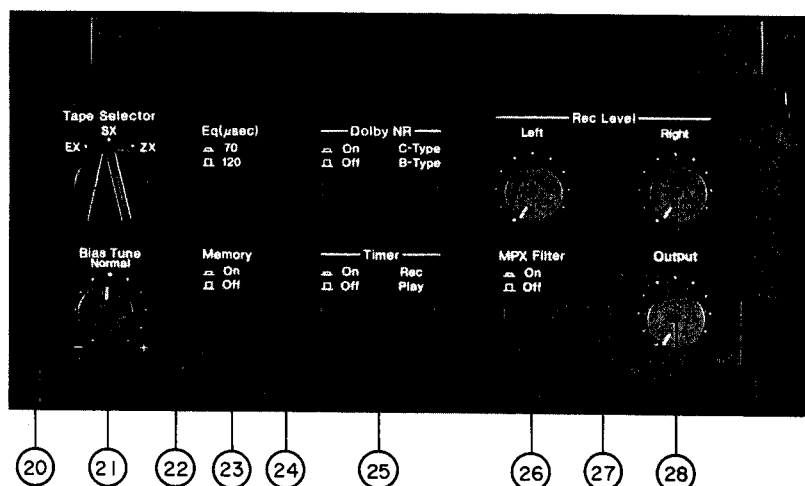 Tape Selector
SX
EX ZX
Eq(μsec)
70
120
Dolby NR
On C-Type
Off B-Type
Rec Level
Left Right
Bias Tune
Normal
- +
Memory
On
Off
Timer
On Rec
Off Play
MPX Filter
On
Off
Output
20 21 22 23 24 25 26 27 28